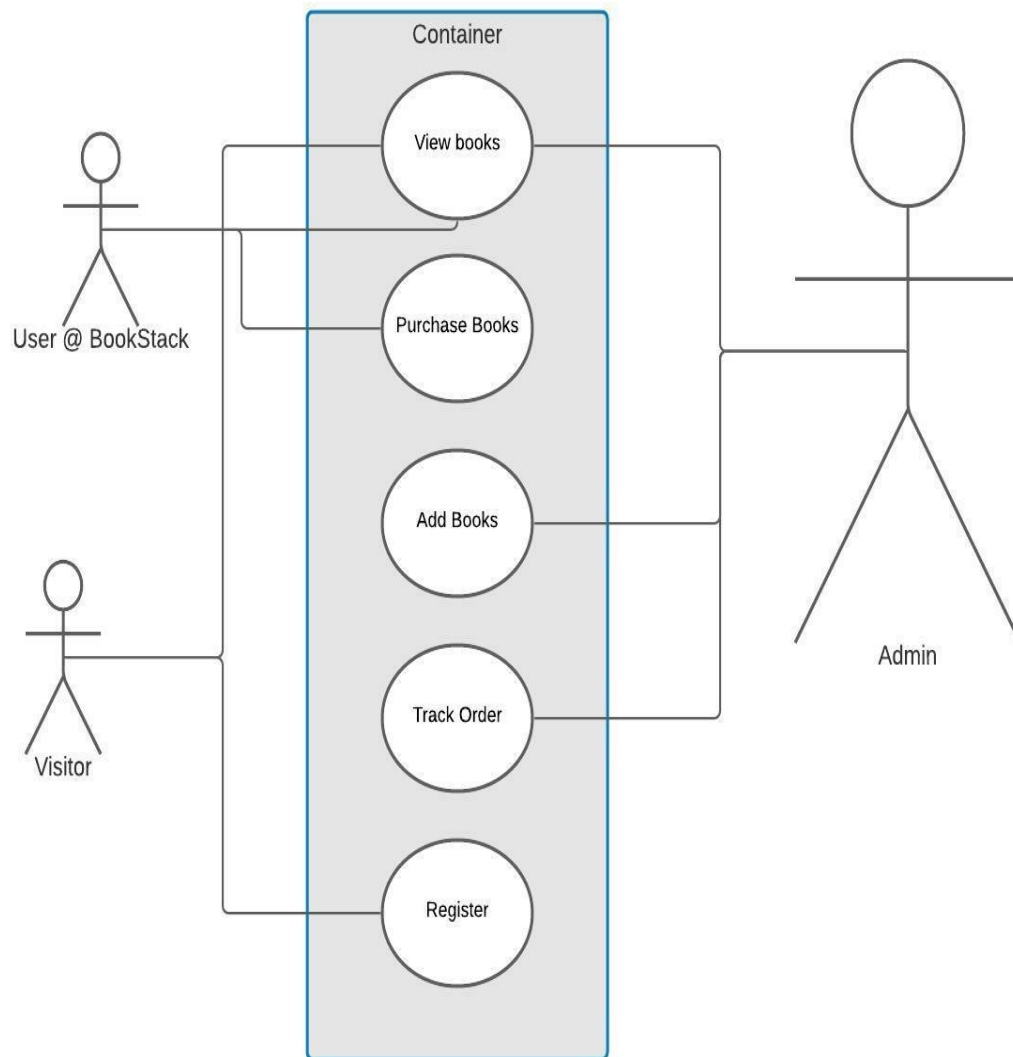 Container
View books
User @ BookStack
Purchase Books
Add Books
Admin
Track Order
Visitor
Register